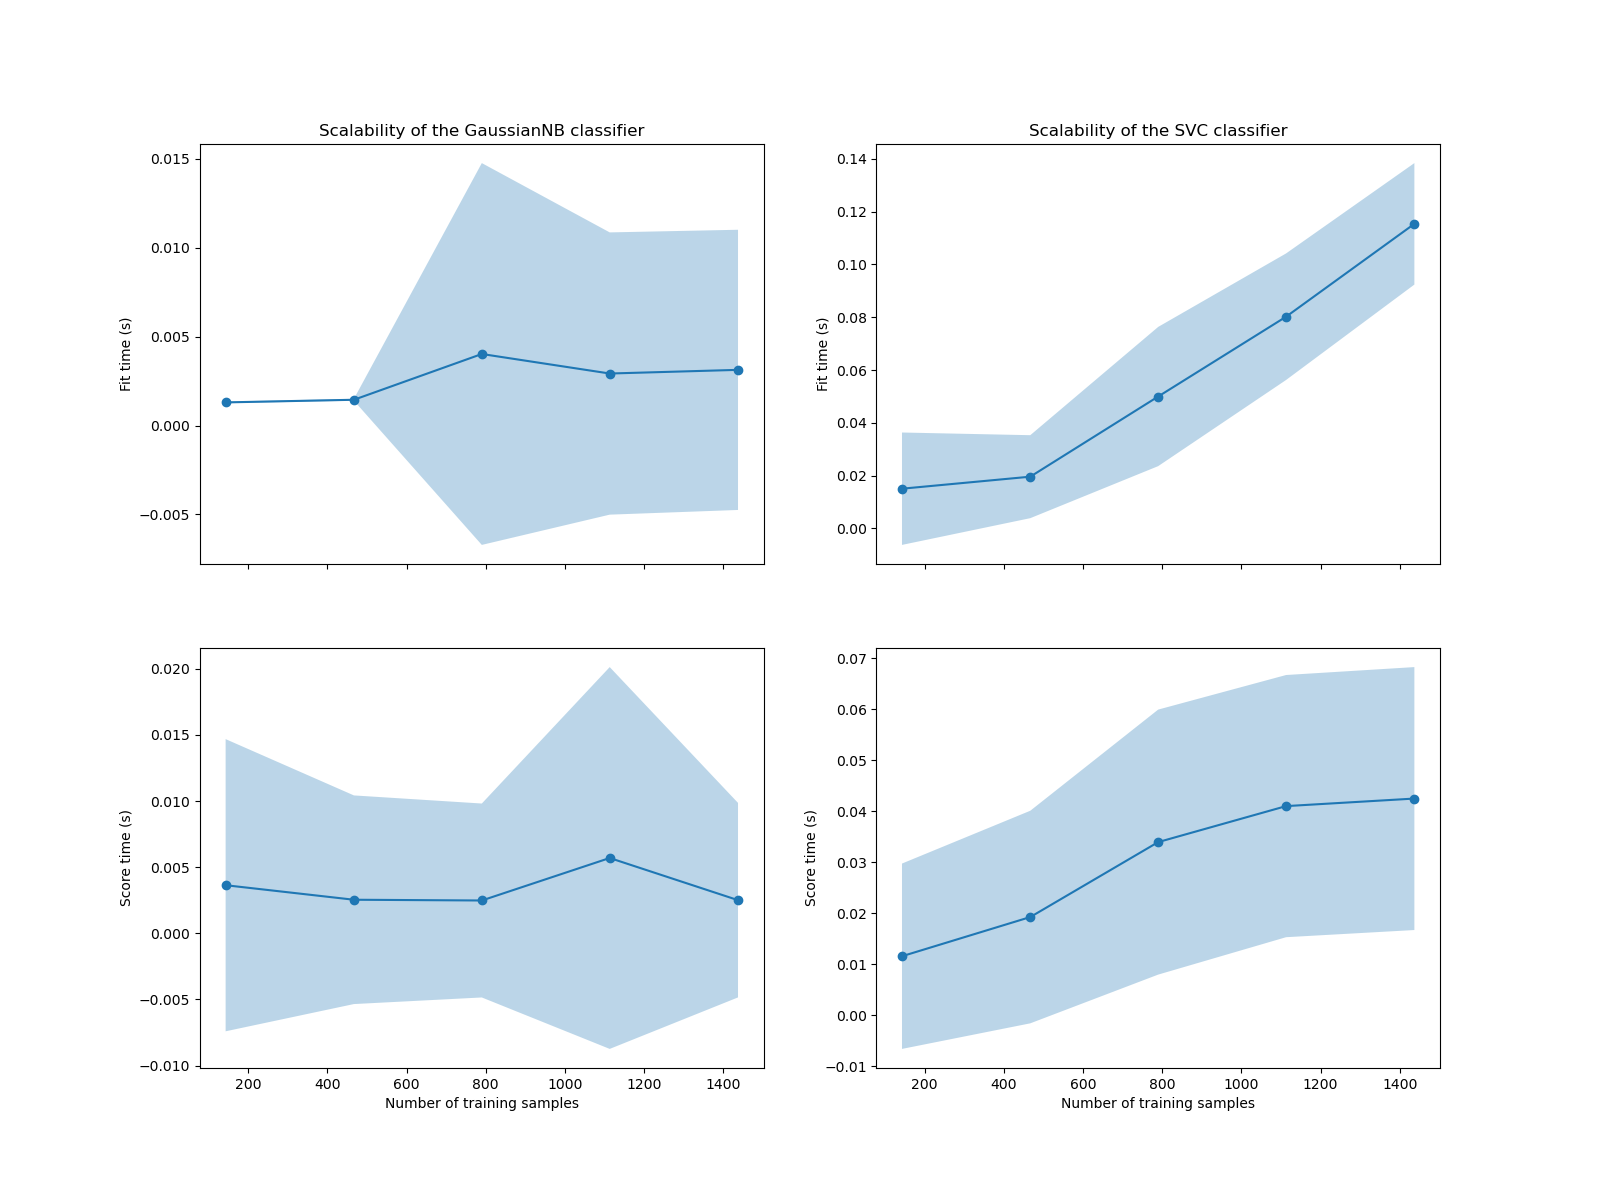 Scalability of the GaussianNB classifier
0.015
0.010
0.005
0.000
−0.005
Fit time (s)
Scalability of the SVC classifier
0.14
0.12
0.10
0.08
0.06
0.04
0.02
0.00
Fit time (s)
0.020
0.015
0.010
0.005
0.000
−0.005
−0.010
Score time (s)
200 400 600 800 1000 1200 1400
Number of training samples
0.07
0.06
0.05
0.04
0.03
0.02
0.01
0.00
−0.01
Score time (s)
200 400 600 800 1000 1200 1400
Number of training samples